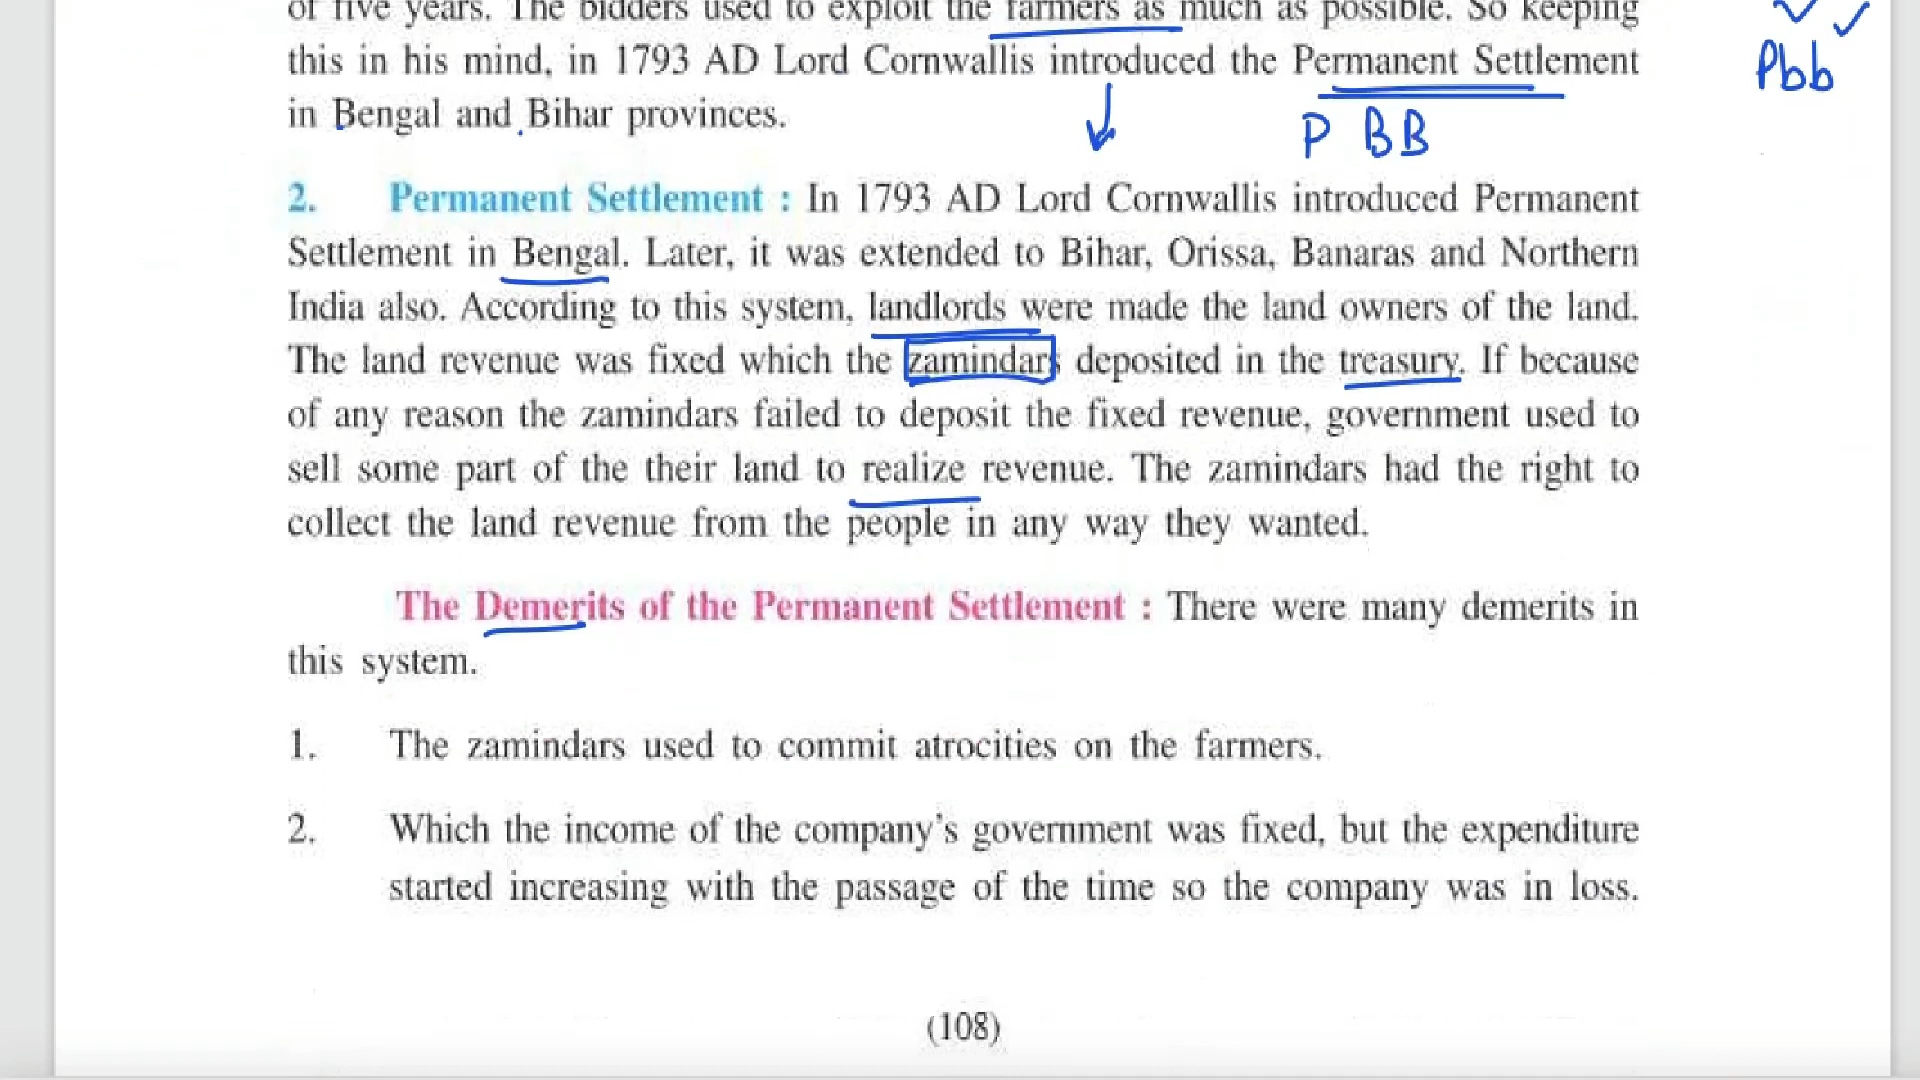 of five years. The bidders used to exploit the farmers as much as possible. So keeping
this in his mind, in 1793 AD Lord Cornwallis introduced the Permanent Settlement
Pbb
in Bengal and Bihar provinces.
P BB
2. Permanent Settlement : In 1793 AD Lord Cornwallis introduced Permanent
Settlement in Bengal. Later, it was extended to Bihar, Orissa, Banaras and Northern
India also. According to this system, landlords were made the land owners of the land.
The land revenue was fixed which the zamindars deposited in the treasury. If because
of any reason the zamindars failed to deposit the fixed revenue, government used to
sell some part of the their land to realize revenue. The zamindars had the right to
collect the land revenue from the people in any way they wanted.
The Demerits of the Permanent Settlement : There were many demerits in
this system.
1. The zamindars used to commit atrocities on the farmers.
2. Which the income of the company's government was fixed, but the expenditure
started increasing with the passage of the time so the company was in loss.
(108)